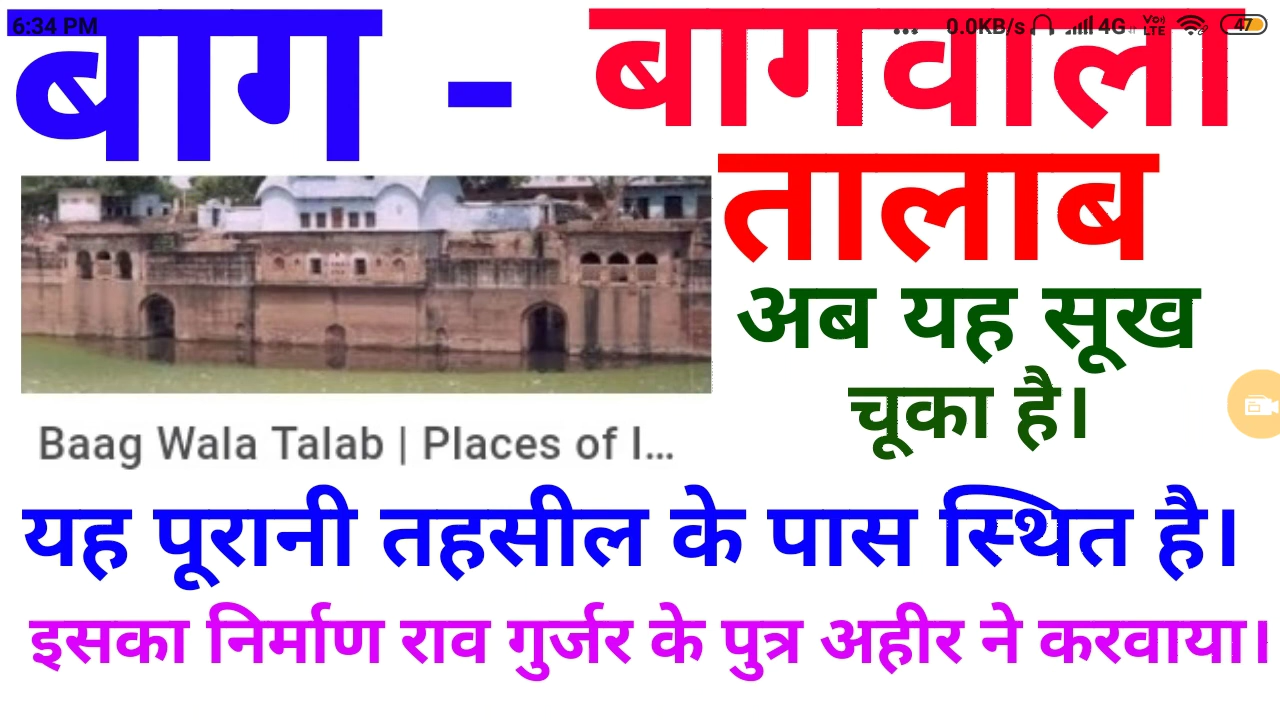 6:34 PM ... 0.0KB/s 4G VoLTE 47
बाग - बागवाला
तालाब
अब यह सूख
चूका है।
Baag Wala Talab | Places of I...
यह पूरानी तहसील के पास स्थित है।
इसका निर्माण राव गुर्जर के पुत्र अहीर ने करवाया।